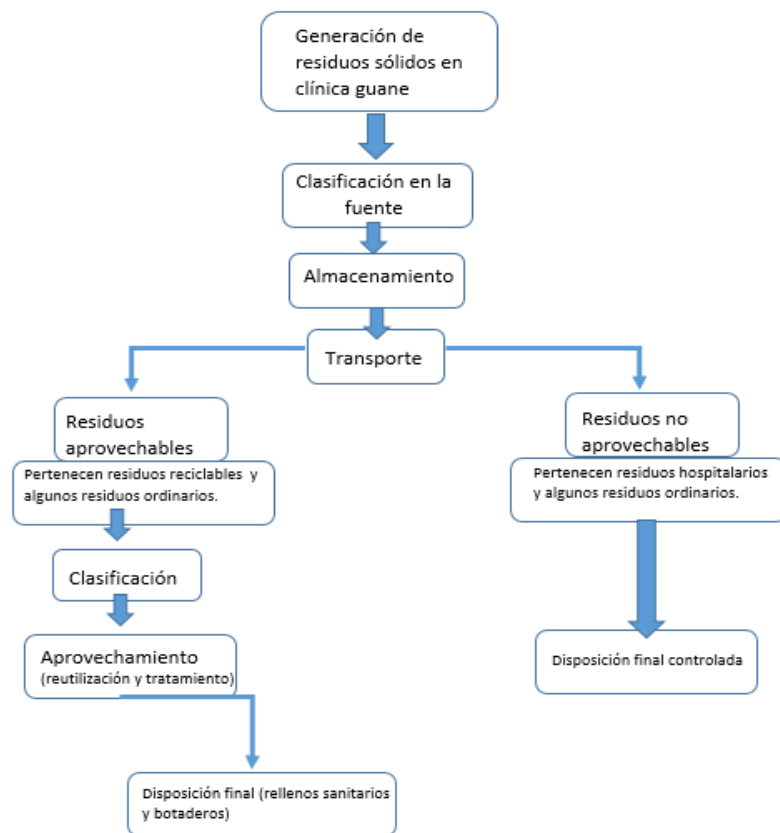 Generación de
residuos sólidos en
clínica guane
Clasificación en la
fuente
Almacenamiento
Transporte
Residuos
aprovechables
Pertenecen residuos reciclables y
algunos residuos ordinarios.
Residuos no
aprovechables
Pertenecen residuos hospitalarios
y algunos residuos ordinarios.
Clasificación
Aprovechamiento
(reutilización y tratamiento)
Disposición final controlada
Disposición final (rellenos sanitarios
y botaderos)